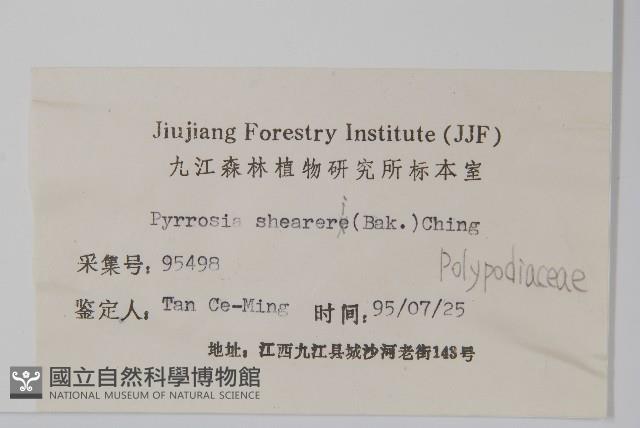 Jiujiang Forestry Institute (JJF)
九江森林植物研究所标本室
i
Pyrrosia shearere (Bak.) Ching
采集号: 95498
Polypodiaceae
鉴定人: Tan Ce-Ming 时间: 95/07/25
地址: 江西九江县城沙河老街143号
國立自然科學博物館
NATIONAL MUSEUM OF NATURAL SCIENCE